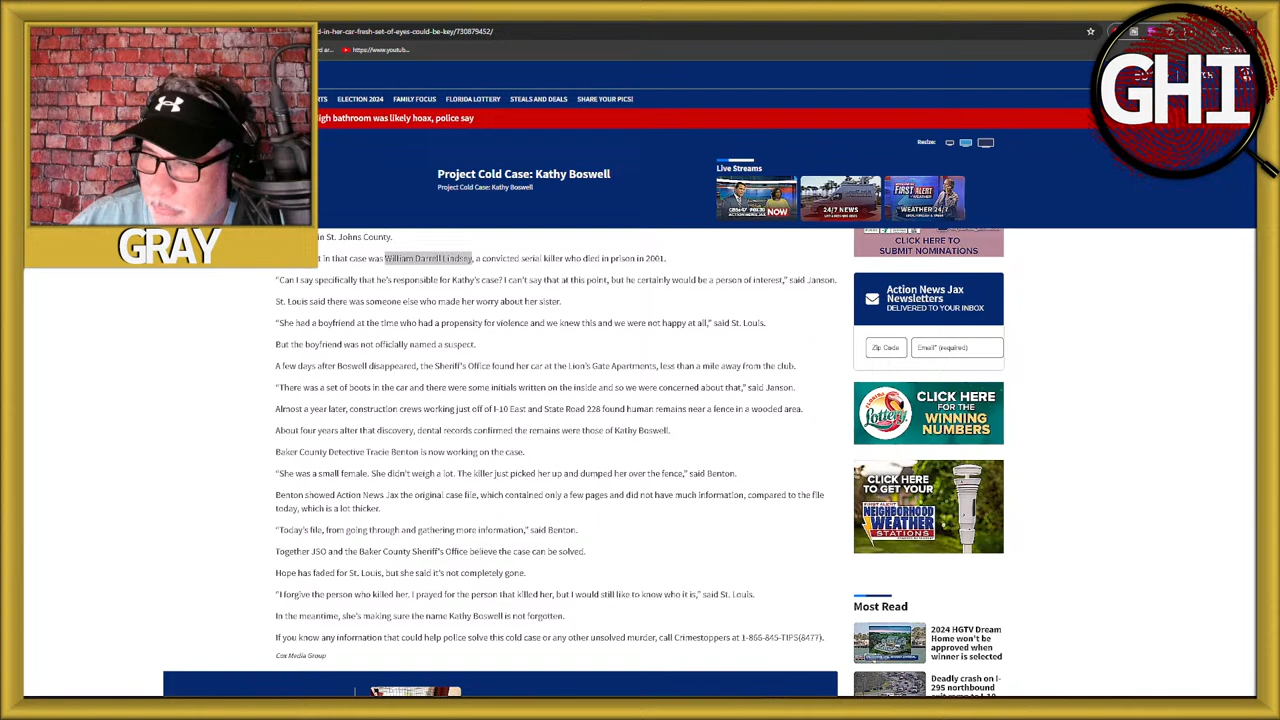 d-in-her-car-fresh-set-of-eyes-could-be-key/730879452/
https://www.youtub...
GHI
RTS ELECTION 2024 FAMILY FOCUS FLORIDA LOTTERY STEALS AND DEALS SHARE YOUR PICS!
igh bathroom was likely hoax, police say
Resize:
Project Cold Case: Kathy Boswell
Project Cold Case: Kathy Boswell
Live Streams
NOW
24/7 NEWS
FIRST ALERT
WEATHER 24/7
GRAY
in St. Johns County.
t in that case was William Darrell Lindsey, a convicted serial killer who died in prison in 2001.
“Can I say specifically that he’s responsible for Kathy’s case? I can’t say that at this point, but he certainly would be a person of interest,” said Janson.
St. Louis said there was someone else who made her worry about her sister.
“She had a boyfriend at the time who had a propensity for violence and we knew this and we were not happy at all,” said St. Louis.
But the boyfriend was not officially named a suspect.
A few days after Boswell disappeared, the Sheriff’s Office found her car at the Lion’s Gate Apartments, less than a mile away from the club.
“There was a set of boots in the car and there were some initials written on the inside and so we were concerned about that,” said Janson.
Almost a year later, construction crews working just off of I-10 East and State Road 228 found human remains near a fence in a wooded area.
About four years after that discovery, dental records confirmed the remains were those of Kathy Boswell.
Baker County Detective Tracie Benton is now working on the case.
“She was a small female. She didn’t weigh a lot. The killer just picked her up and dumped her over the fence,” said Benton.
Benton showed Action News Jax the original case file, which contained only a few pages and did not have much information, compared to the file
today, which is a lot thicker.
“Today’s file, from going through and gathering more information,” said Benton.
Together JSO and the Baker County Sheriff’s Office believe the case can be solved.
Hope has faded for St. Louis, but she said it’s not completely gone.
“I forgive the person who killed her. I prayed for the person that killed her, but I would still like to know who it is,” said St. Louis.
In the meantime, she’s making sure the name Kathy Boswell is not forgotten.
If you know any information that could help police solve this cold case or any other unsolved murder, call Crimestoppers at 1-866-845-TIPS(8477).
Cox Media Group
CLICK HERE TO
SUBMIT NOMINATIONS
Action News Jax
Newsletters
DELIVERED TO YOUR INBOX
Zip Code
Email* (required)
FLORIDA
Lottery
CLICK HERE
FOR THE
WINNING
NUMBERS
CLICK HERE
TO GET YOUR
FIRST ALERT
NEIGHBORHOOD
WEATHER
STATIONS
Most Read
2024 HGTV Dream
Home won’t be
approved when
winner is selected
Deadly crash on I-
295 northbound